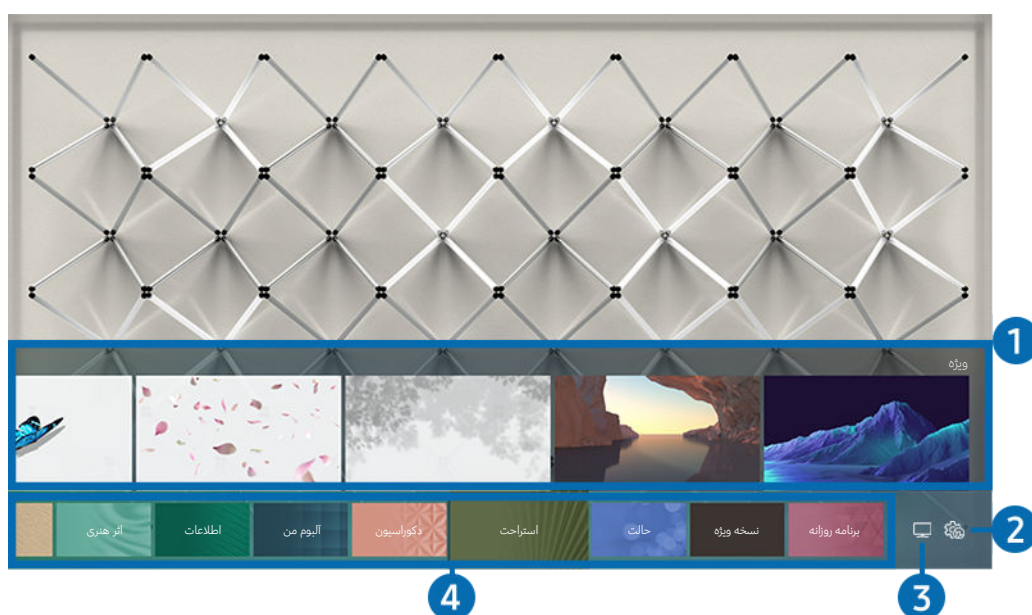 ویژه
1
برنامه روزانه
نسخه ویژه
حالت
استراحت
دکوراسیون
آلبوم من
اطلاعات
اثر هنری
2
3
4